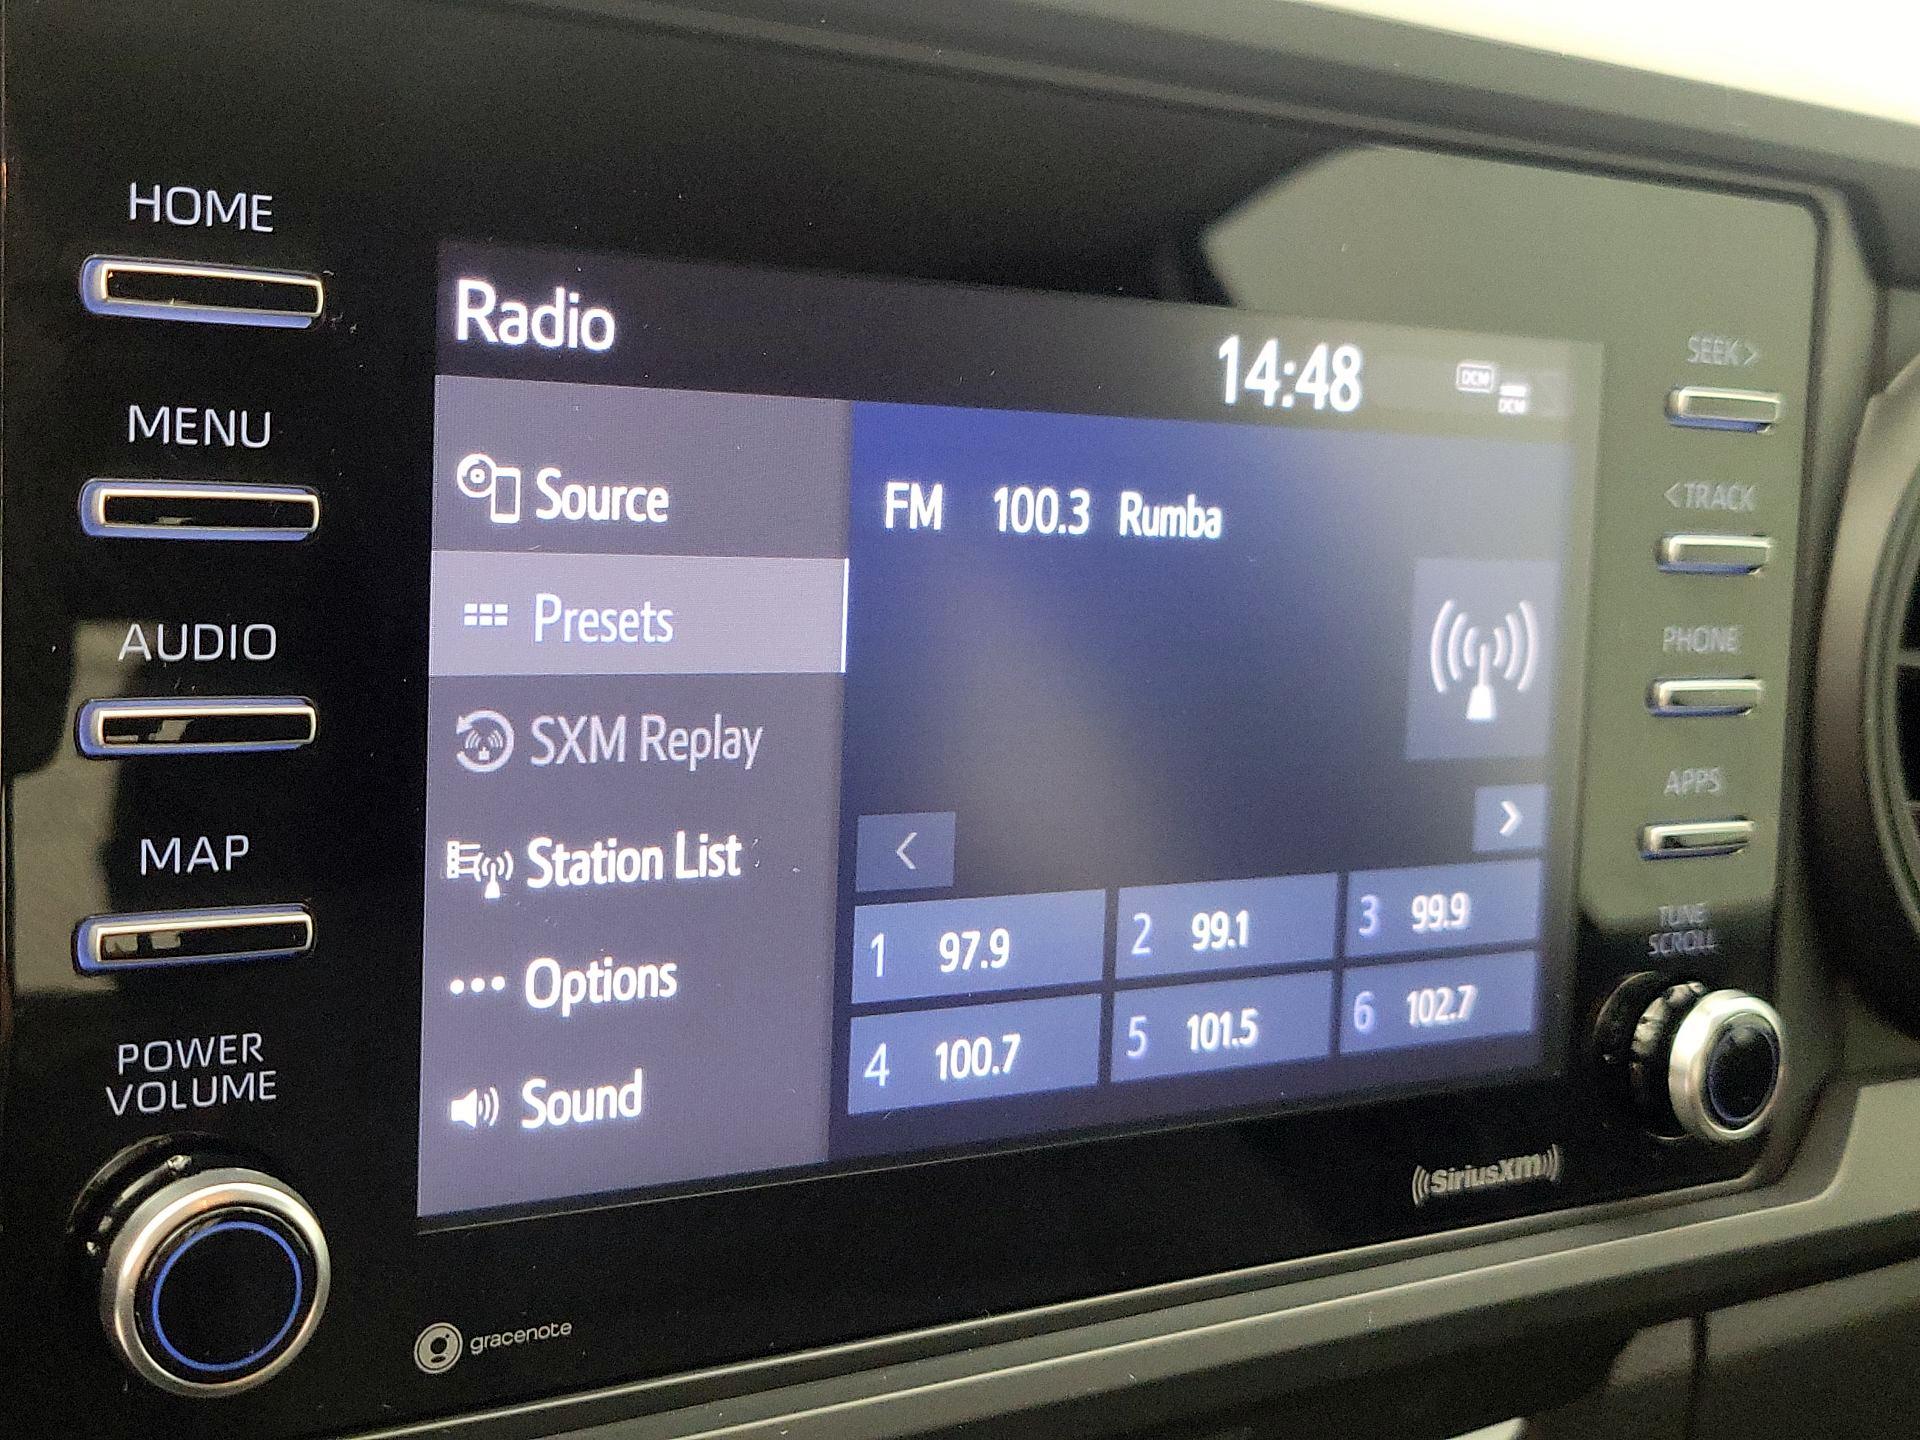 HOME
MENU
AUDIO
MAP
POWER
VOLUME
Radio
14:48
DCM
DCM
Source
Presets
SXM Replay
Station List
Options
Sound
FM 100.3 Rumba
<
>
1 97.9
2 99.1
3 99.9
4 100.7
5 101.5
6 102.7
SEEK >
< TRACK
PHONE
APPS
TUNE
SCROLL
gracenote
((SiriusXM))